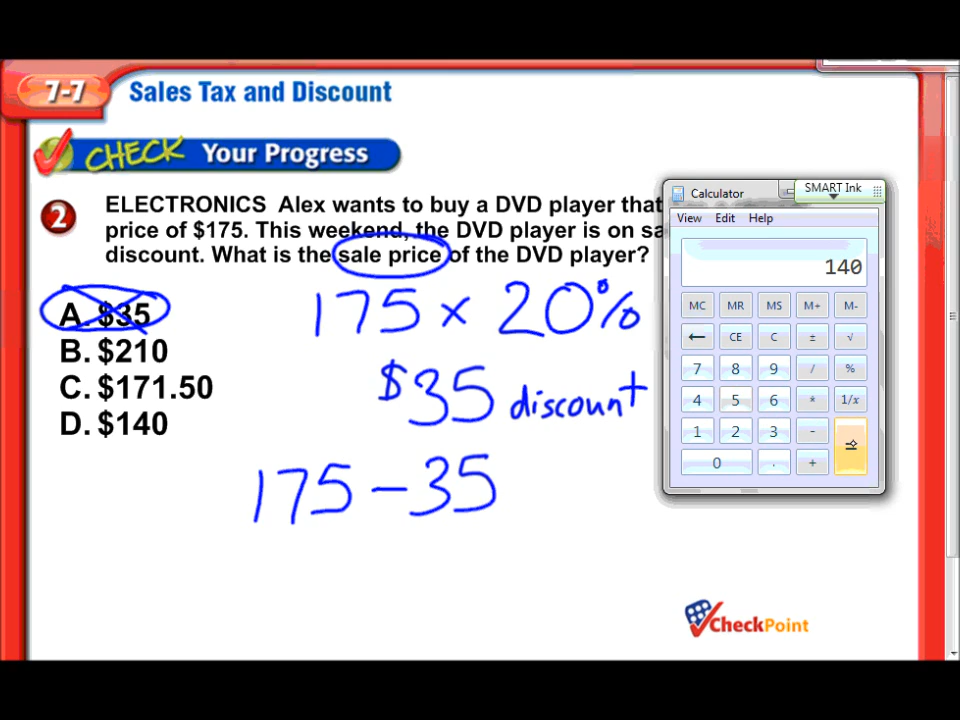 7-7 Sales Tax and Discount
CHECK Your Progress
2 ELECTRONICS Alex wants to buy a DVD player that
price of $175. This weekend, the DVD player is on
discount. What is the sale price of the DVD player?
A. $35
B. $210
C. $171.50
D. $140
175 x 20%
$35 discount
175 - 35
Calculator
SMART Ink
View Edit Help
140
MC MR MS M+ M-
← CE C ± √
7 8 9 / %
4 5 6 * 1/x
1 2 3 - =
0 . +
CheckPoint